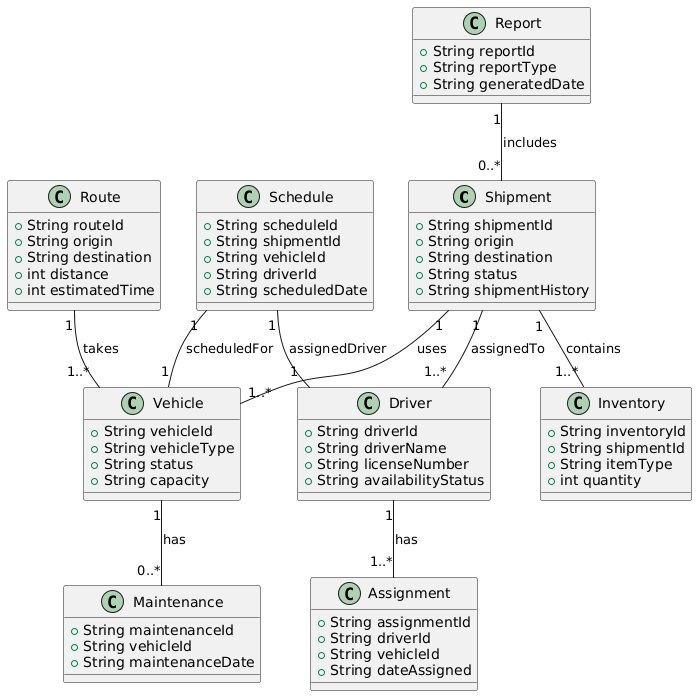 C Report
String reportId
String reportType
String generatedDate
1
includes
0..*
C Route
String routeId
String origin
String destination
int distance
int estimatedTime
C Schedule
String scheduleId
String shipmentId
String vehicleId
String driverId
String scheduledDate
C Shipment
String shipmentId
String origin
String destination
String status
String shipmentHistory
1
takes
1..*
1
scheduledFor
1
1
assignedDriver
1
1
uses
1..*
1
assignedTo
1..*
1
contains
1..*
C Vehicle
String vehicleId
String vehicleType
String status
String capacity
C Driver
String driverId
String driverName
String licenseNumber
String availabilityStatus
C Inventory
String inventoryId
String shipmentId
String itemType
int quantity
1
has
0..*
1
has
1..*
C Maintenance
String maintenanceId
String vehicleId
String maintenanceDate
C Assignment
String assignmentId
String driverId
String vehicleId
String dateAssigned